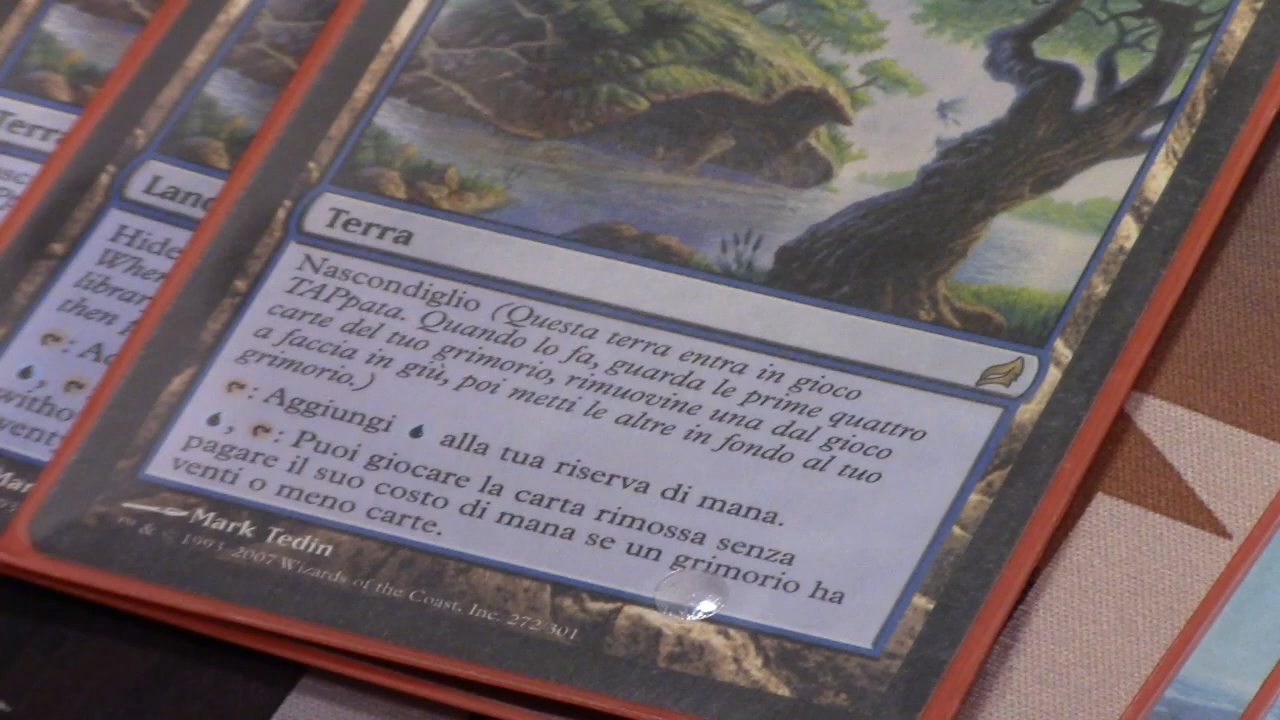 Terra
Nascondiglio (Questa terra entra in gioco
TAPpata. Quando lo fa, guarda le prime quattro
carte del tuo grimorio, rimuovine una dal gioco
a faccia in giù, poi metti le altre in fondo al tuo
grimorio.)
: Aggiungi alla tua riserva di mana.
, : Puoi giocare la carta rimossa senza
pagare il suo costo di mana se un grimorio ha
venti o meno carte.
Mark Tedin
™ & © 1993-2007 Wizards of the Coast, Inc. 272/301
Land
Hide
When
librar
then
: Ad
, 
witho
Terra